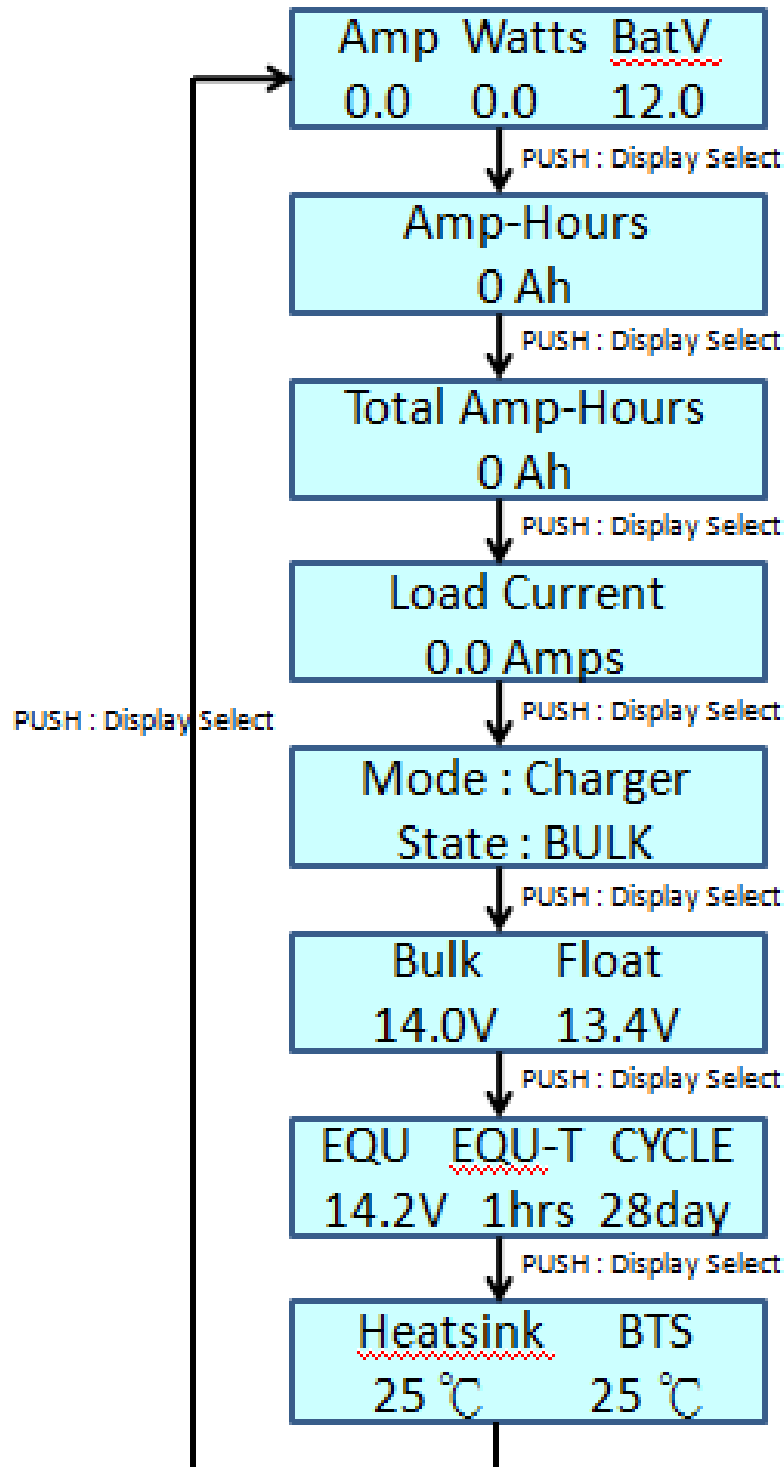 Amp Watts BatV
0.0 0.0 12.0
PUSH : Display Select
Amp-Hours
0 Ah
PUSH : Display Select
Total Amp-Hours
0 Ah
PUSH : Display Select
Load Current
0.0 Amps
PUSH : Display Select
PUSH : Display Select
Mode : Charger
State : BULK
PUSH : Display Select
Bulk Float
14.0V 13.4V
PUSH : Display Select
EQU EQU-T CYCLE
14.2V 1hrs 28day
PUSH : Display Select
Heatsink BTS
25 ℃ 25 ℃